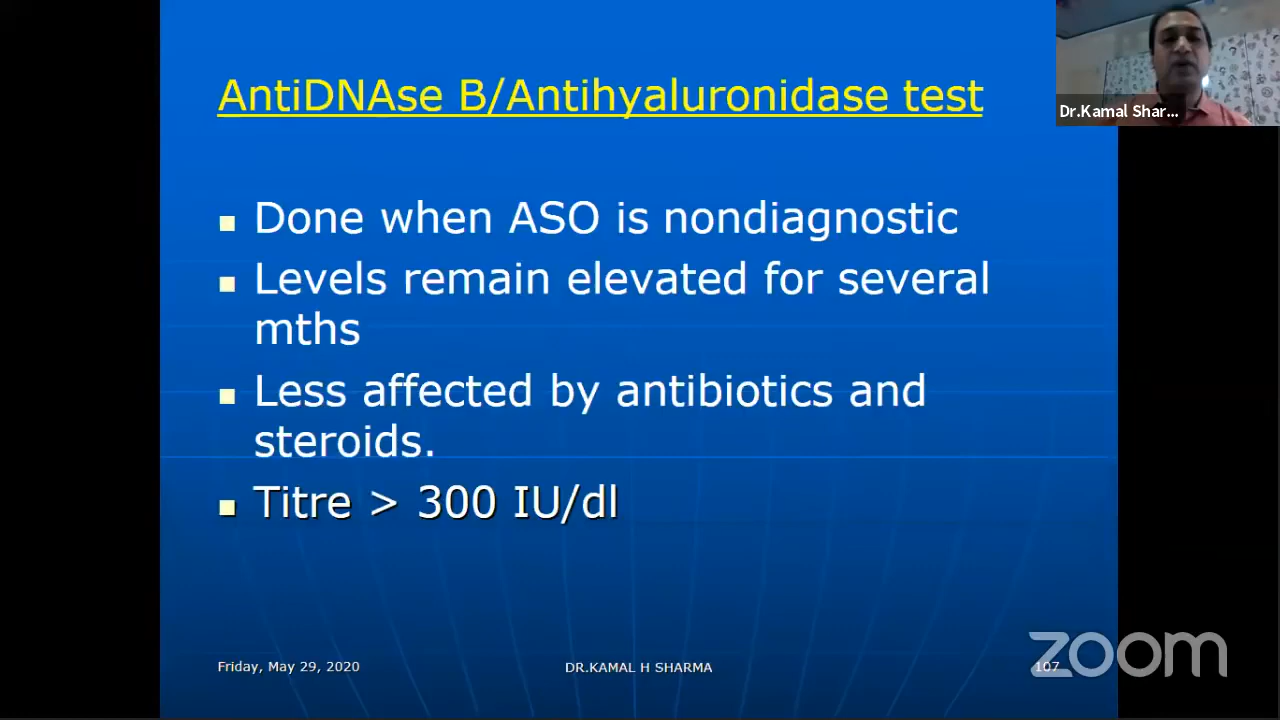 AntiDNAse B/Antihyaluronidase test
Dr.Kamal Shar...
Done when ASO is nondiagnostic
Levels remain elevated for several
mths
Less affected by antibiotics and
steroids.
Titre > 300 IU/dl
Friday, May 29, 2020
DR.KAMAL H SHARMA
107
zoom